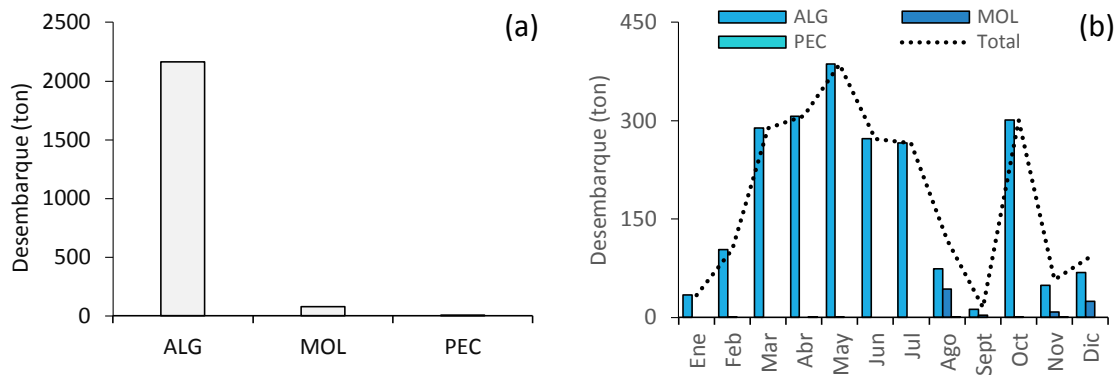 (a)
Desembarque (ton)
2500
2000
1500
1000
500
0
ALG MOL PEC
(b)
ALG MOL
PEC Total
Desembarque (ton)
450
300
150
0
Ene Feb Mar Abr May Jun Jul Ago Sept Oct Nov Dic